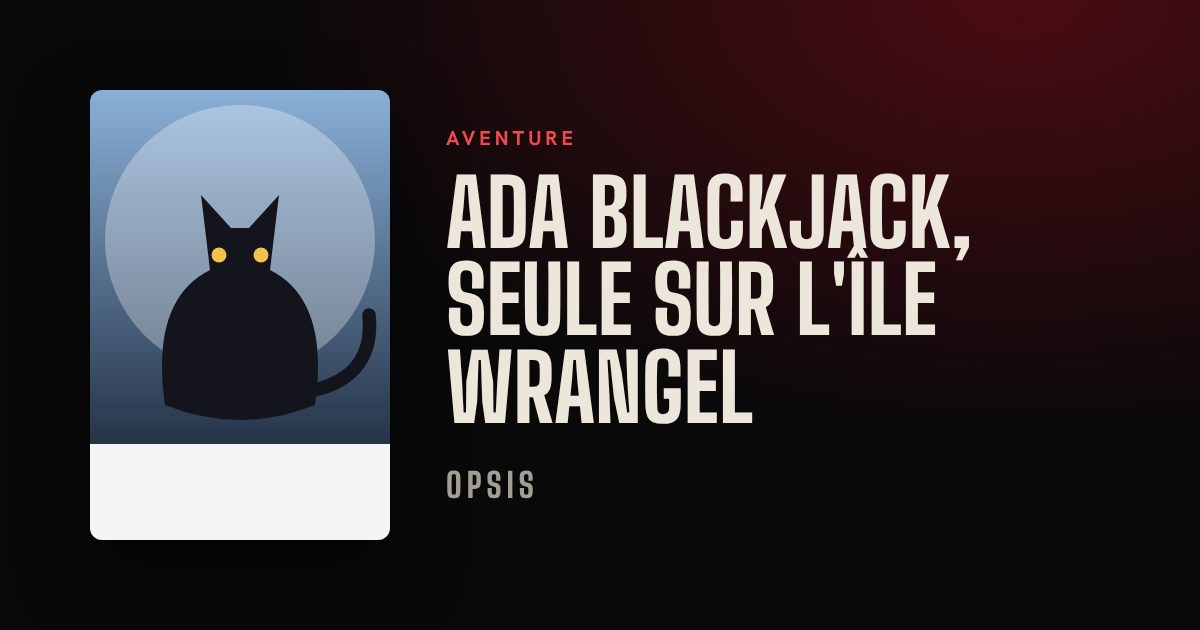 AVENTURE
ADA BLACKJACK,
SEULE SUR L'ÎLE
WRANGEL
OPSIS